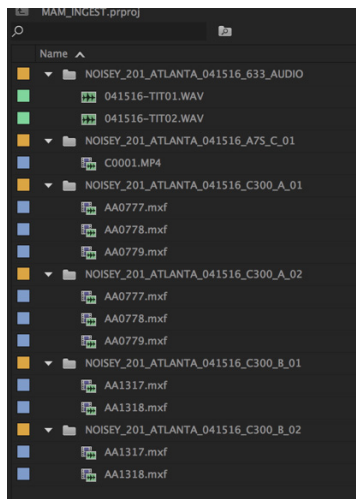 MAM_INGEST.prproj
Name
NOISEY_201_ATLANTA_041516_633_AUDIO
041516-TIT01.WAV
041516-TIT02.WAV
NOISEY_201_ATLANTA_041516_A7S_C_01
C0001.MP4
NOISEY_201_ATLANTA_041516_C300_A_01
AA0777.mxf
AA0778.mxf
AA0779.mxf
NOISEY_201_ATLANTA_041516_C300_A_02
AA0777.mxf
AA0778.mxf
AA0779.mxf
NOISEY_201_ATLANTA_041516_C300_B_01
AA1317.mxf
AA1318.mxf
NOISEY_201_ATLANTA_041516_C300_B_02
AA1317.mxf
AA1318.mxf